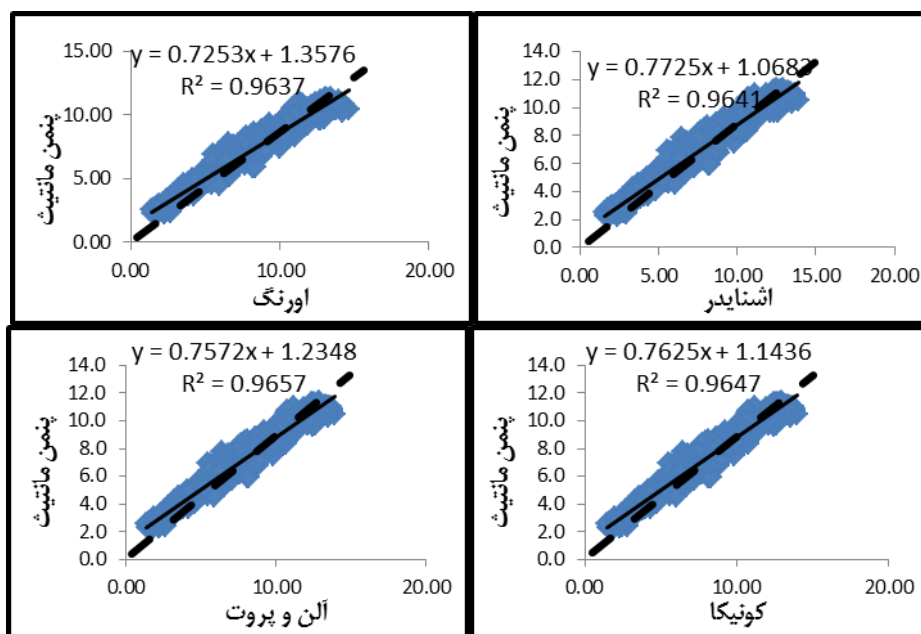 y = 0.7253x + 1.3576
R² = 0.9637
15.00
10.00
5.00
0.00
0.00 10.00 20.00
پنمن مانتیث
اورنگ
y = 0.7725x + 1.0683
R² = 0.9641
14.0
12.0
10.0
8.0
6.0
4.0
2.0
0.0
0.00 5.00 10.00 15.00 20.00
پنمن مانتیث
اشنایدر
y = 0.7572x + 1.2348
R² = 0.9657
14.0
12.0
10.0
8.0
6.0
4.0
2.0
0.0
0.00 10.00 20.00
پنمن مانتیث
آلن و پروت
y = 0.7625x + 1.1436
R² = 0.9647
14.0
12.0
10.0
8.0
6.0
4.0
2.0
0.0
0.00 10.00 20.00
پنمن مانتیث
کونیکا